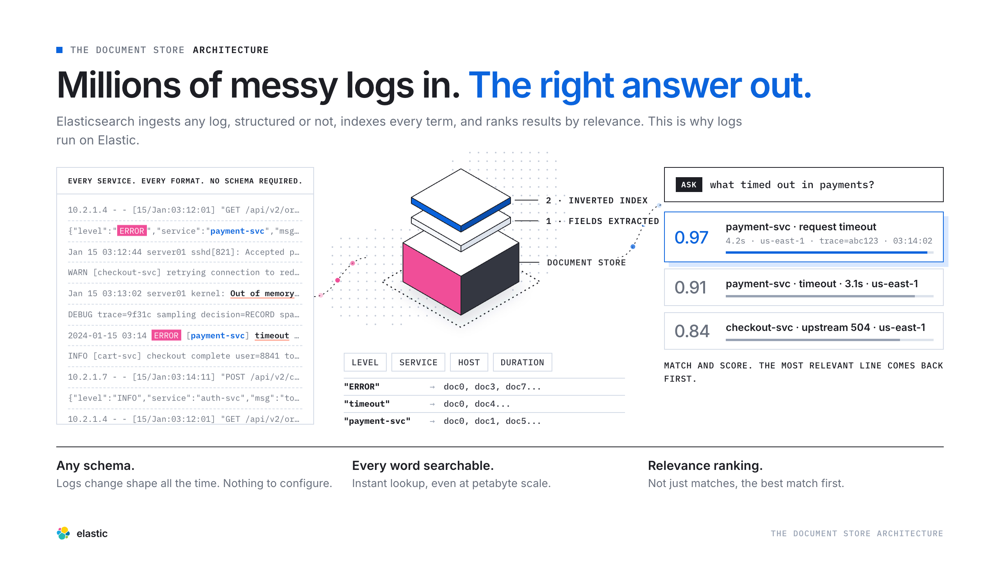 THE DOCUMENT STORE ARCHITECTURE
Millions of messy logs in. The right answer out.
Elasticsearch ingests any log, structured or not, indexes every term, and ranks results by relevance. This is why logs
run on Elastic.
EVERY SERVICE. EVERY FORMAT. NO SCHEMA REQUIRED.
10.2.1.4 - - [15/Jan:03:12:01] "GET /api/v2/or…
{"level":"ERROR","service":"payment-svc","msg…
Jan 15 03:12:44 server01 sshd[821]: Accepted p…
WARN [checkout-svc] retrying connection to red…
Jan 15 03:13:02 server01 kernel: Out of memory…
DEBUG trace=9f31c sampling decision=RECORD spa…
2024-01-15 03:14 ERROR [payment-svc] timeout …
INFO [cart-svc] checkout complete user=8841 to…
10.2.1.7 - - [15/Jan:03:14:11] "POST /api/v2/c…
{"level":"INFO","service":"auth-svc","msg":"to…
10.2.1.4 - - [15/Jan:03:12:01] "GET /api/v2/or…
2 · INVERTED INDEX
1 · FIELDS EXTRACTED
DOCUMENT STORE
LEVEL SERVICE HOST DURATION
"ERROR" → doc0, doc3, doc7...
"timeout" → doc0, doc4...
"payment-svc" → doc0, doc1, doc5...
ASK what timed out in payments?
0.97 payment-svc · request timeout
4.2s · us-east-1 · trace=abc123 · 03:14:02
0.91 payment-svc · timeout · 3.1s · us-east-1
0.84 checkout-svc · upstream 504 · us-east-1
MATCH AND SCORE. THE MOST RELEVANT LINE COMES BACK
FIRST.
Any schema.
Logs change shape all the time. Nothing to configure.
Every word searchable.
Instant lookup, even at petabyte scale.
Relevance ranking.
Not just matches, the best match first.
elastic
THE DOCUMENT STORE ARCHITECTURE